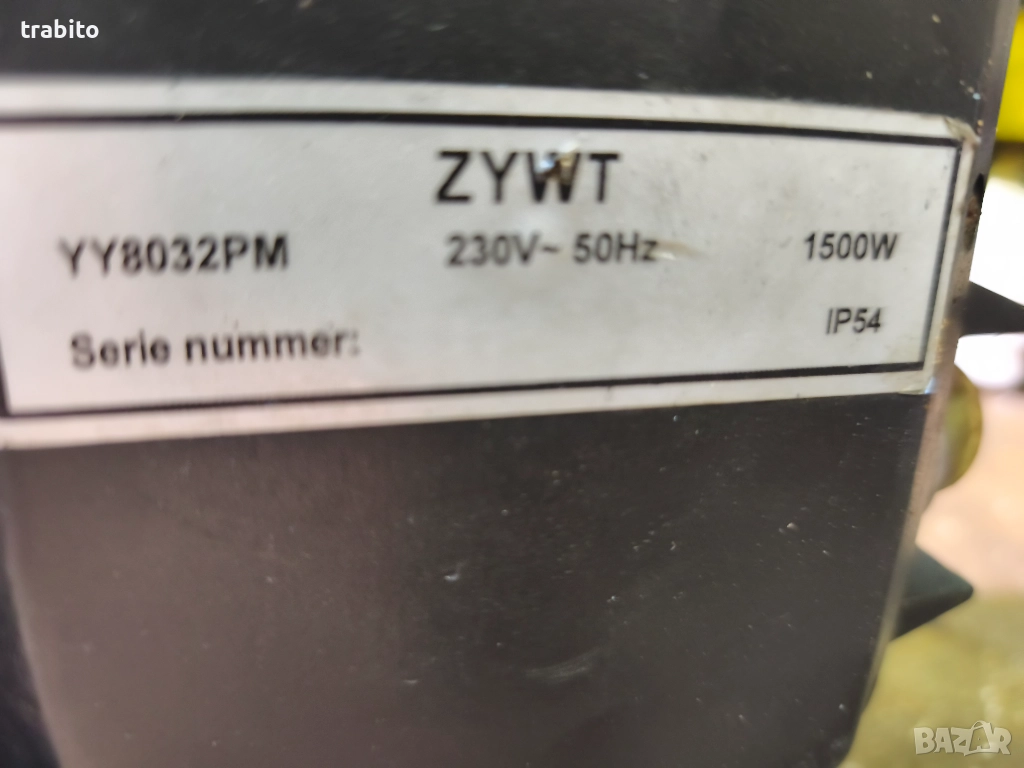 trabito
ZYWT
YY8032PM 230V~ 50Hz 1500W
Serie nummer: IP54
BAZAR